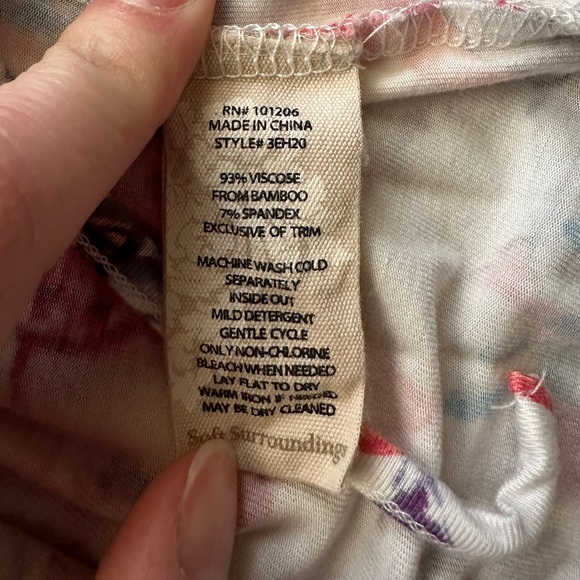 RN# 101206
MADE IN CHINA
STYLE# 3EH20
93% VISCOSE
FROM BAMBOO
7% SPANDEX
EXCLUSIVE OF TRIM
MACHINE WASH COLD
SEPARATELY
INSIDE OUT
MILD DETERGENT
GENTLE CYCLE
ONLY NON-CHLORINE
BLEACH WHEN NEEDED
LAY FLAT TO DRY
WARM IRON IF NEEDED
MAY BE DRY CLEANED
Soft Surroundings